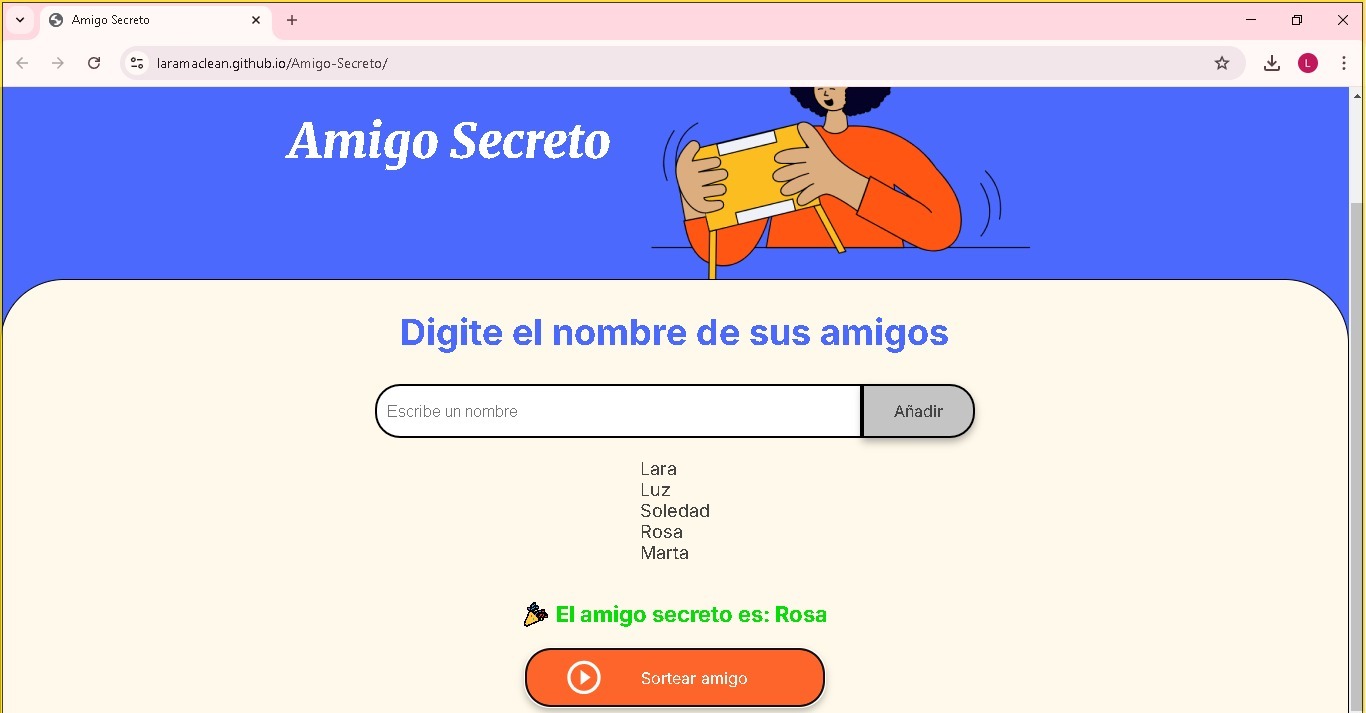 Amigo Secreto
laramaclean.github.io/Amigo-Secreto/
L
Amigo Secreto
Digite el nombre de sus amigos
Escribe un nombre
Añadir
Lara
Luz
Soledad
Rosa
Marta
El amigo secreto es: Rosa
Sortear amigo